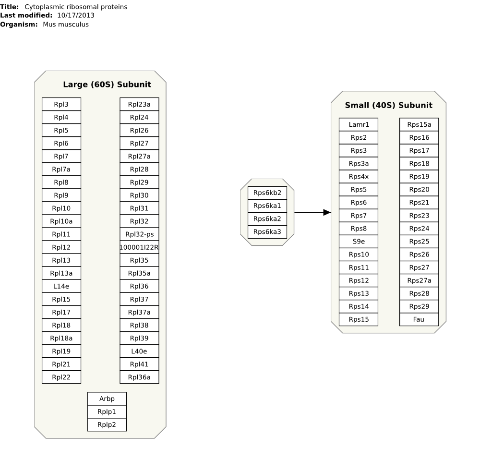 Title: Cytoplasmic ribosomal proteins
Last modified: 10/17/2013
Organism: Mus musculus
Large (60S) Subunit
Rpl3
Rpl4
Rpl5
Rpl6
Rpl7
Rpl7a
Rpl8
Rpl9
Rpl10
Rpl10a
Rpl11
Rpl12
Rpl13
Rpl13a
L14e
Rpl15
Rpl17
Rpl18
Rpl18a
Rpl19
Rpl21
Rpl22
Rpl23a
Rpl24
Rpl26
Rpl27
Rpl27a
Rpl28
Rpl29
Rpl30
Rpl31
Rpl32
Rpl32-ps
100001I22R
Rpl35
Rpl35a
Rpl36
Rpl37
Rpl37a
Rpl38
Rpl39
L40e
Rpl41
Rpl36a
Arbp
Rplp1
Rplp2
Rps6kb2
Rps6ka1
Rps6ka2
Rps6ka3
Small (40S) Subunit
Lamr1
Rps2
Rps3
Rps3a
Rps4x
Rps5
Rps6
Rps7
Rps8
S9e
Rps10
Rps11
Rps12
Rps13
Rps14
Rps15
Rps15a
Rps16
Rps17
Rps18
Rps19
Rps20
Rps21
Rps23
Rps24
Rps25
Rps26
Rps27
Rps27a
Rps28
Rps29
Fau